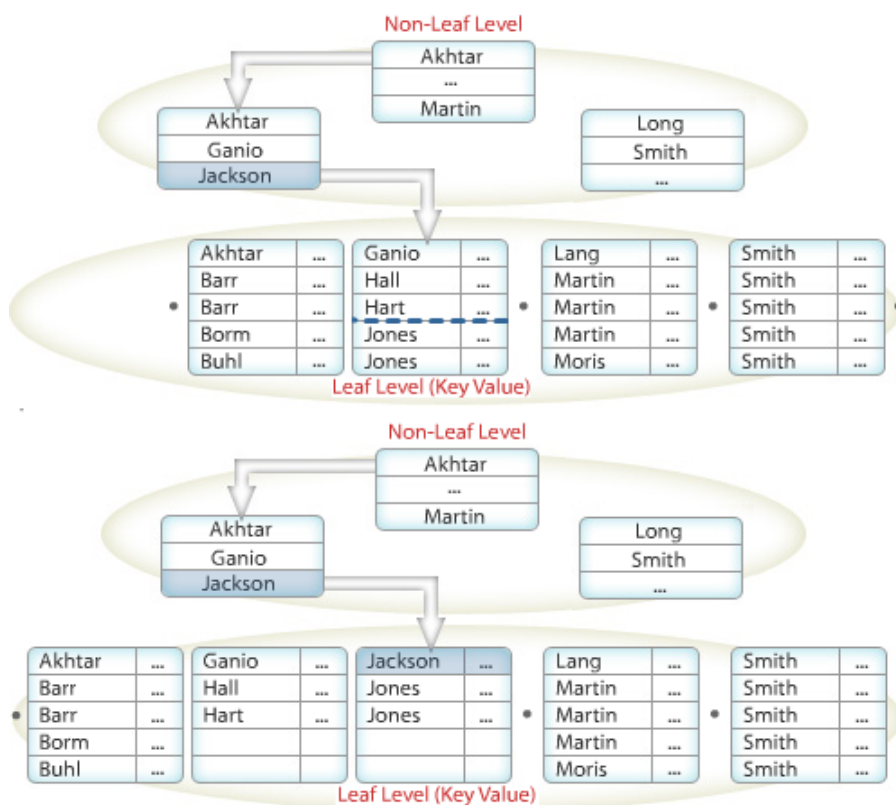 Non-Leaf Level
Akhtar
...
Martin
Akhtar
Ganio
Jackson
Long
Smith
...
Akhtar ...
Barr ...
Barr ...
Borm ...
Buhl ...
Ganio ...
Hall ...
Hart ...
Jones ...
Jones ...
Lang ...
Martin ...
Martin ...
Martin ...
Moris ...
Smith ...
Smith ...
Smith ...
Smith ...
Smith ...
Leaf Level (Key Value)
Non-Leaf Level
Akhtar
...
Martin
Akhtar
Ganio
Jackson
Long
Smith
...
Akhtar ...
Barr ...
Barr ...
Borm ...
Buhl ...
Ganio ...
Hall ...
Hart ...
Jackson ...
Jones ...
Jones ...
Lang ...
Martin ...
Martin ...
Martin ...
Moris ...
Smith ...
Smith ...
Smith ...
Smith ...
Smith ...
Leaf Level (Key Value)